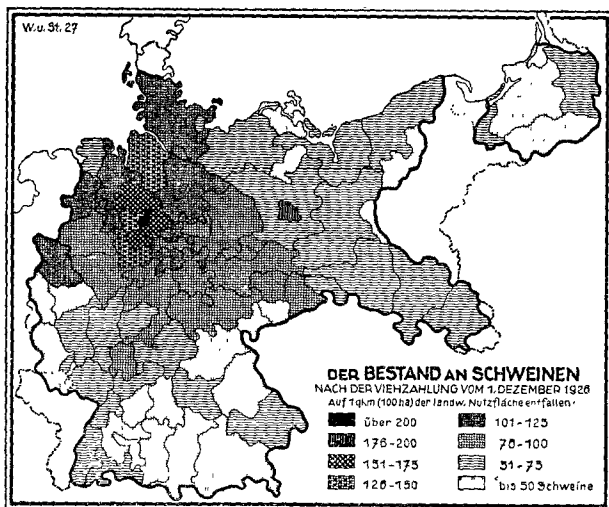 W.u.St.27
DER BESTAND AN SCHWEINEN
NACH DER VIEHZÄHLUNG VOM 1. DEZEMBER 1926
Auf 1 qkm (100 ha) der landw. Nutzfläche entfallen:
über 200
176-200
151-175
126-150
101-125
76-100
51-75
bis 50 Schweine